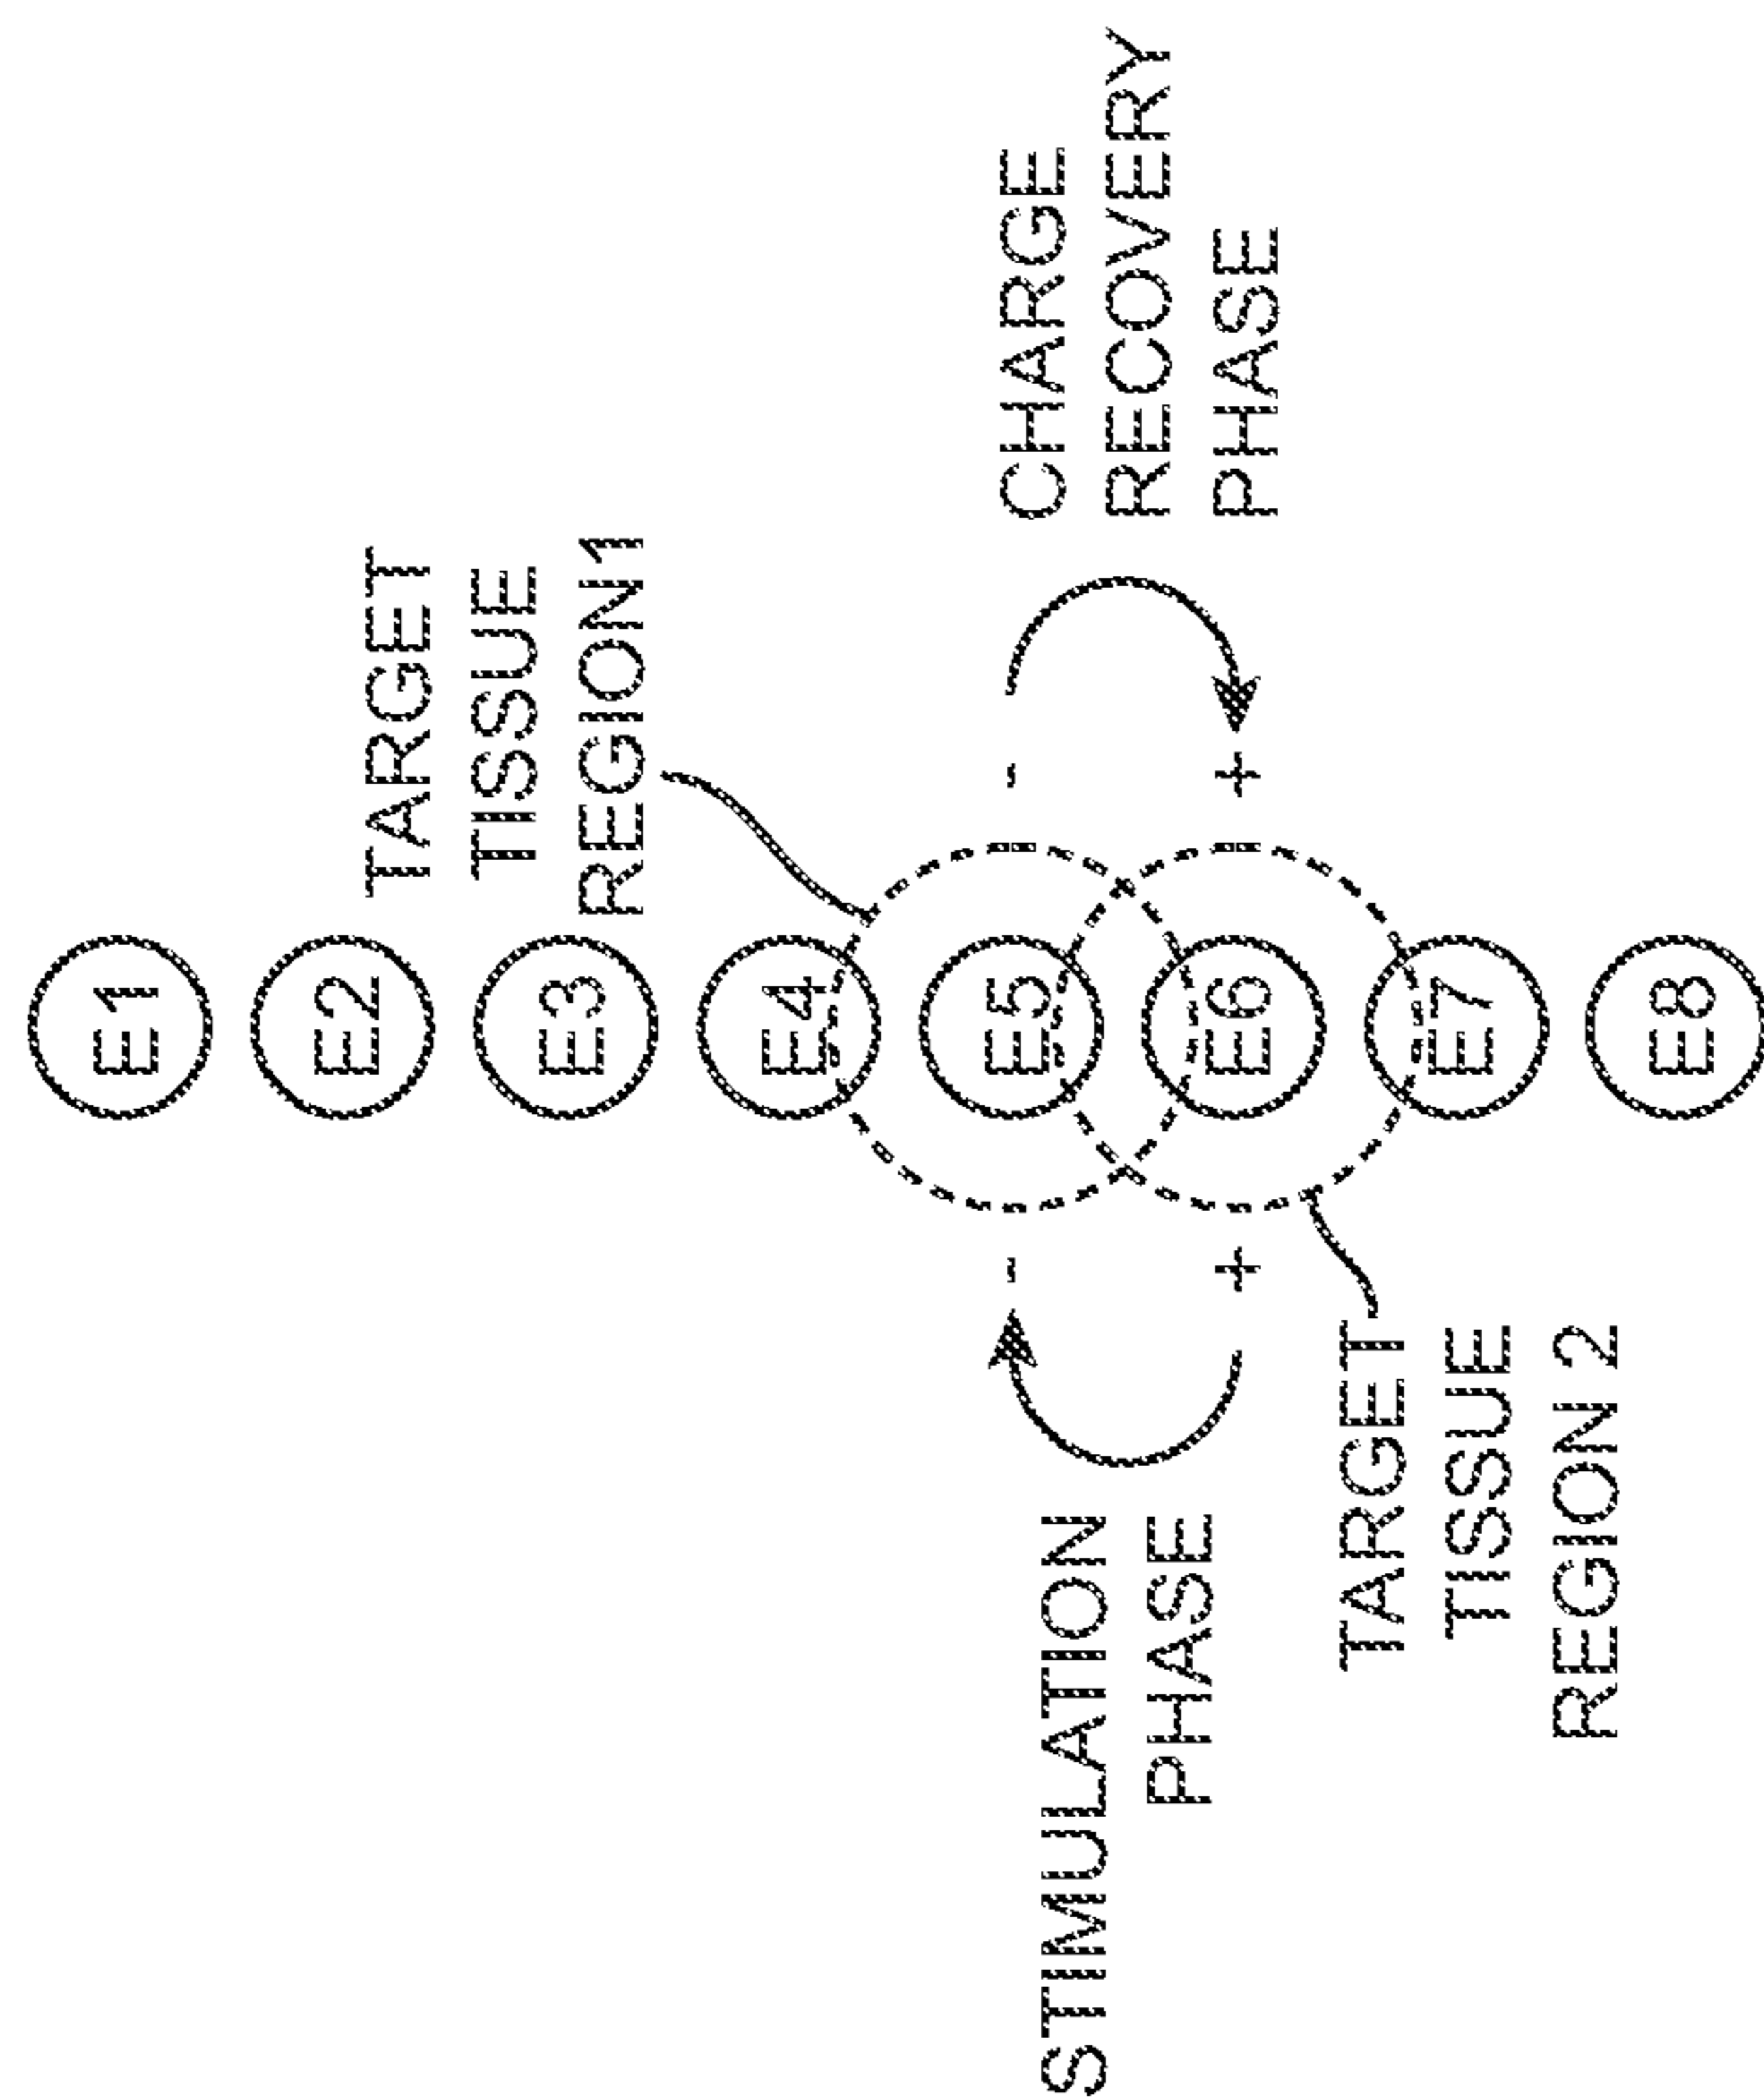 E1
E2
E3
E4
E5
E6
E7
E8
TARGET
TISSUE
REGION1
CHARGE
RECOVERY
PHASE
-
+
-
+
STIMULATION
PHASE
TARGET
TISSUE
REGION 2